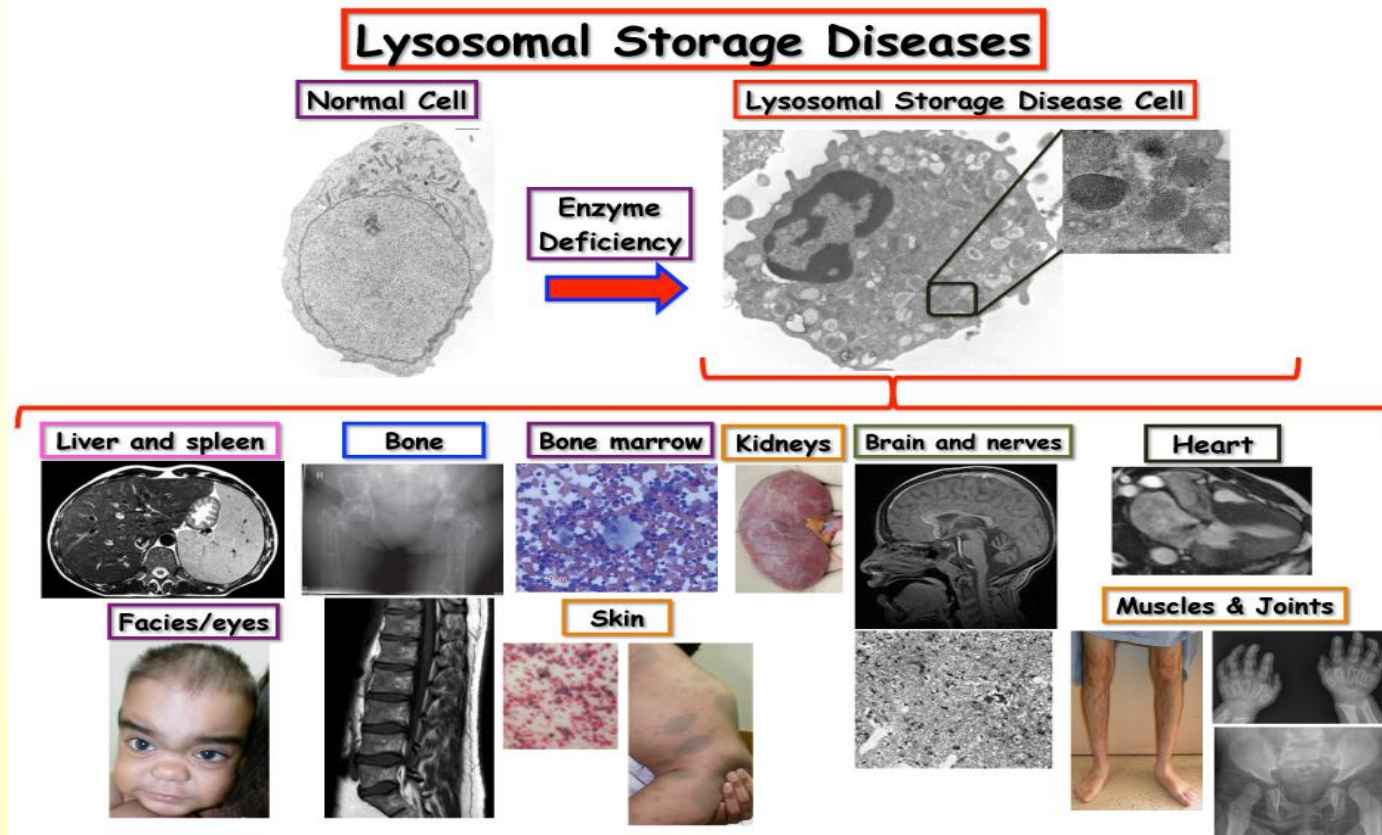 Lysosomal Storage Diseases
Normal Cell
Lysosomal Storage Disease Cell
Enzyme
Deficiency
Liver and spleen
Bone
Bone marrow
Kidneys
Brain and nerves
Heart
Facies/eyes
Skin
Muscles & Joints